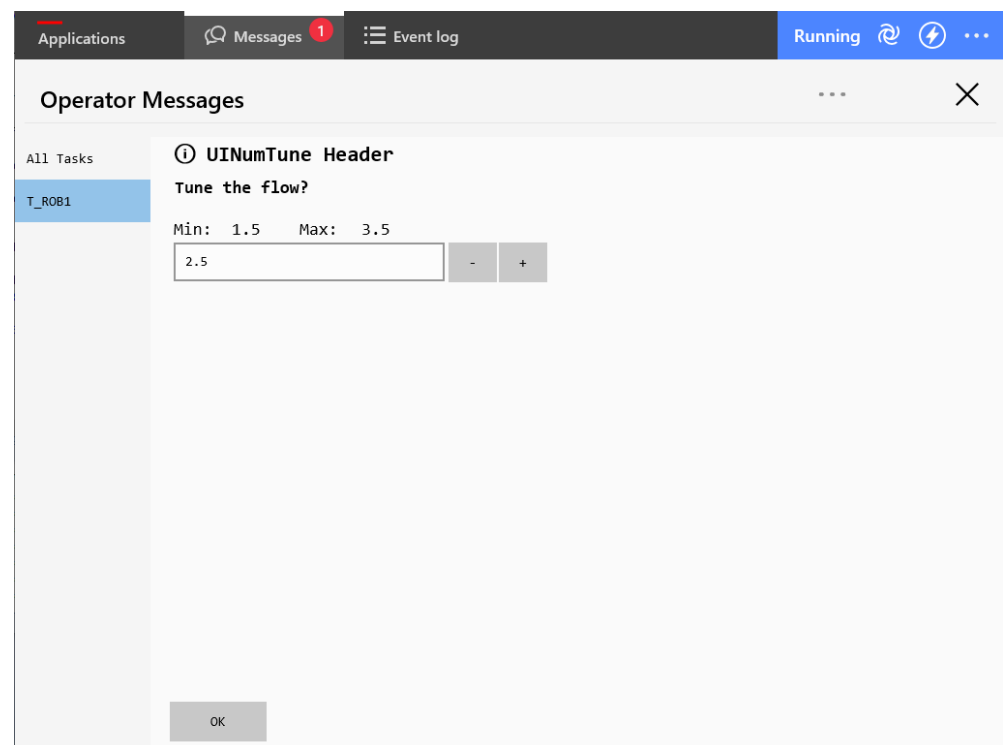 Applications Messages 1 Event log Running ...
Operator Messages ...
All Tasks
T_ROB1
UINumTune Header
Tune the flow?
Min: 1.5 Max: 3.5
2.5 - +
OK